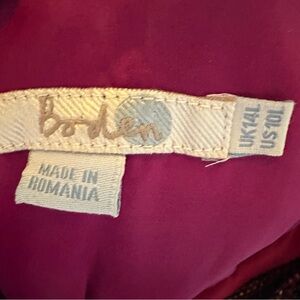 Boden
UK14L
US10L
MADE IN
ROMANIA